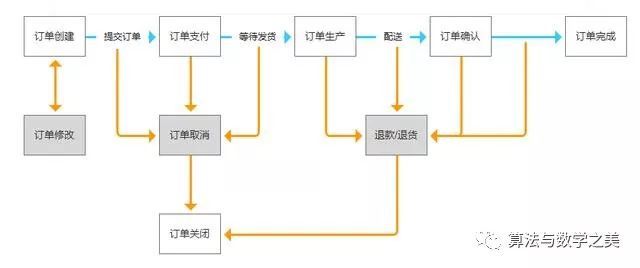 订单创建
提交订单
订单支付
等待发货
订单生产
配送
订单确认
订单完成
订单修改
订单取消
退款/退货
订单关闭
算法与数学之美